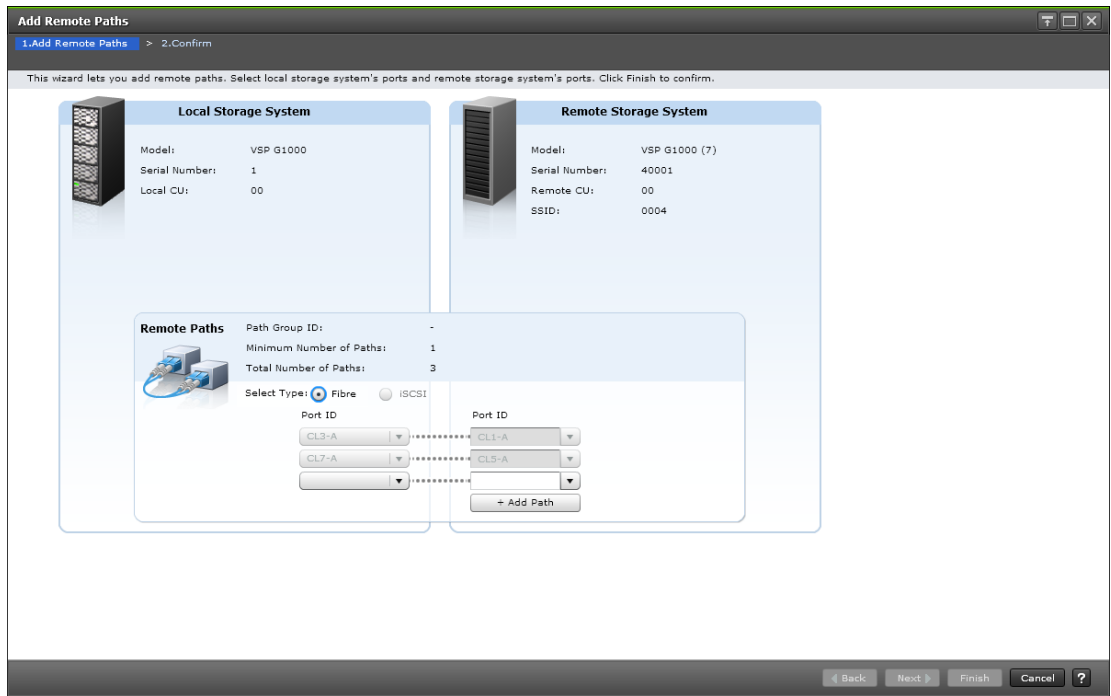 Add Remote Paths
1.Add Remote Paths > 2.Confirm
This wizard lets you add remote paths. Select local storage system's ports and remote storage system's ports. Click Finish to confirm.
Local Storage System
Model: VSP G1000
Serial Number: 1
Local CU: 00
Remote Storage System
Model: VSP G1000 (7)
Serial Number: 40001
Remote CU: 00
SSID: 0004
Remote Paths
Path Group ID: -
Minimum Number of Paths: 1
Total Number of Paths: 3
Select Type: Fibre iSCSI
Port ID Port ID
CL3-A CL1-A
CL7-A CL5-A
+ Add Path
Back Next Finish Cancel ?